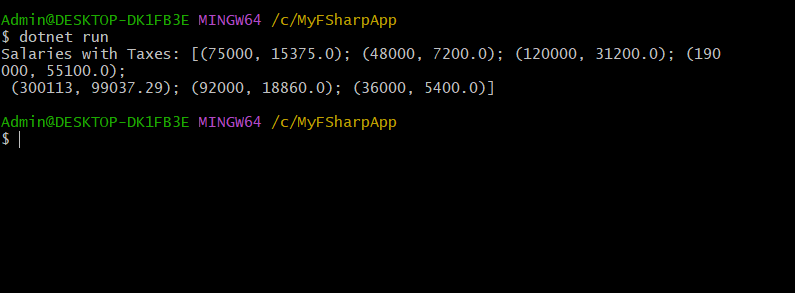 Admin@DESKTOP-DK1FB3E MINGW64 /c/MyFSharpApp
$ dotnet run
Salaries with Taxes: [(75000, 15375.0); (48000, 7200.0); (120000, 31200.0); (190
000, 55100.0);
 (300113, 99037.29); (92000, 18860.0); (36000, 5400.0)]
Admin@DESKTOP-DK1FB3E MINGW64 /c/MyFSharpApp
$